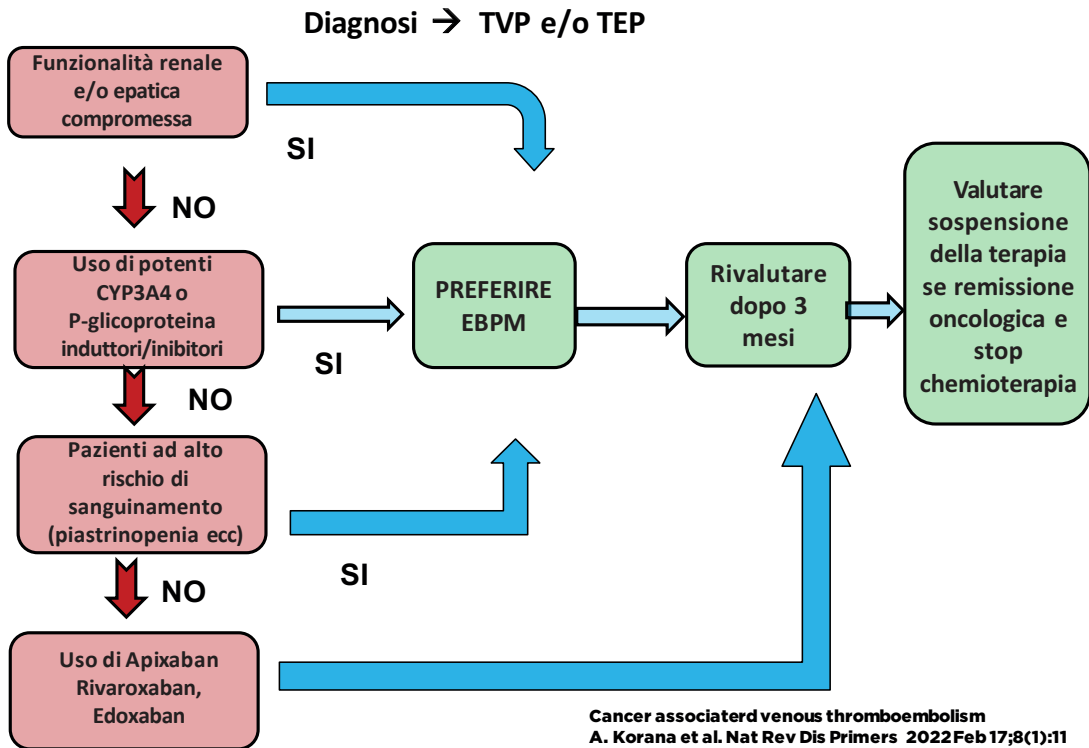 Diagnosi → TVP e/o TEP
Funzionalità renale
e/o epatica
compromessa
SI
NO
Uso di potenti
CYP3A4 o
P-glicoproteina
induttori/inibitori
SI
NO
PREFERIRE
EBPM
Rivalutare
dopo 3
mesi
Valutare
sospensione
della terapia
se remissione
oncologica e
stop
chemioterapia
Pazienti ad alto
rischio di
sanguinamento
(piastrinopenia ecc)
SI
NO
Uso di Apixaban
Rivaroxaban,
Edoxaban
Cancer associaterd venous thromboembolism
A. Korana et al. Nat Rev Dis Primers 2022 Feb 17;8(1):11